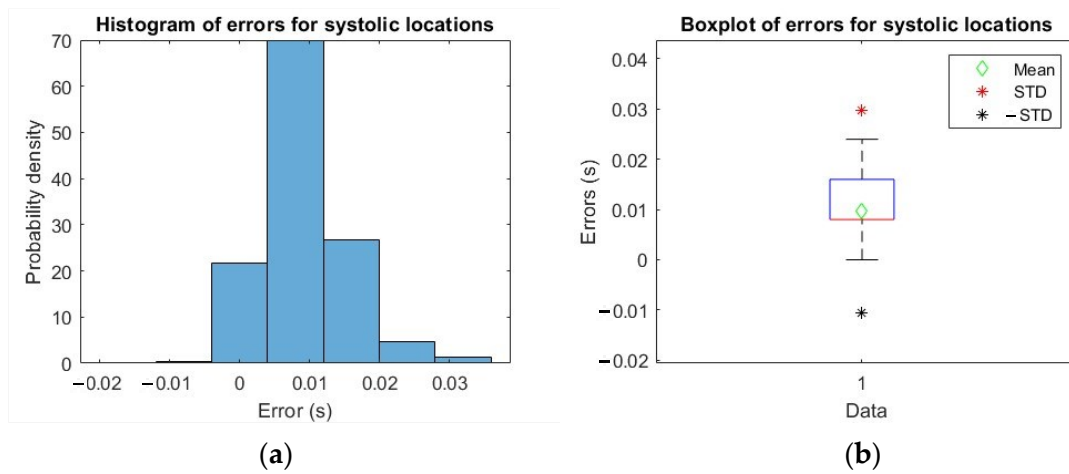 Histogram of errors for systolic locations
70
60
50
40
30
20
10
0
Probability density
−0.02 −0.01 0 0.01 0.02 0.03
Error (s)
(a)
Boxplot of errors for systolic locations
0.04
0.03
0.02
0.01
0
−0.01
−0.02
Errors (s)
Mean
STD
−STD
1
Data
(b)